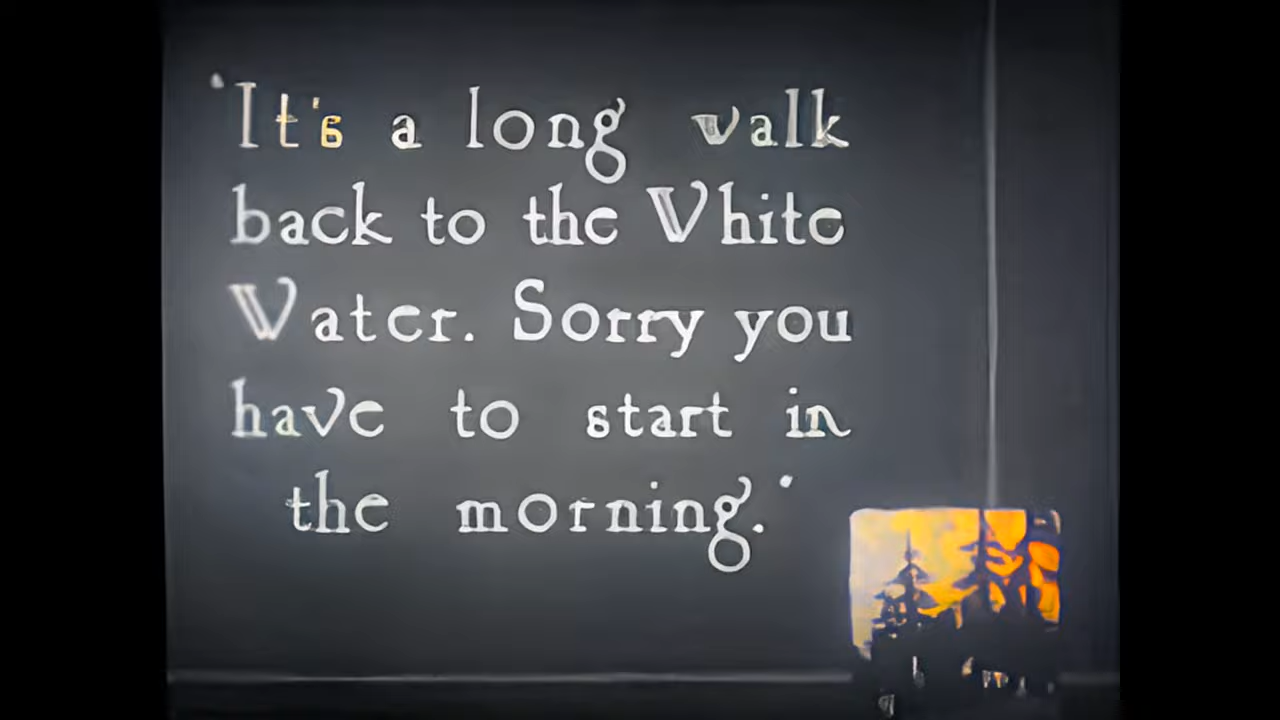 'It's a long walk
back to the White
Water. Sorry you
have to start in
the morning.'